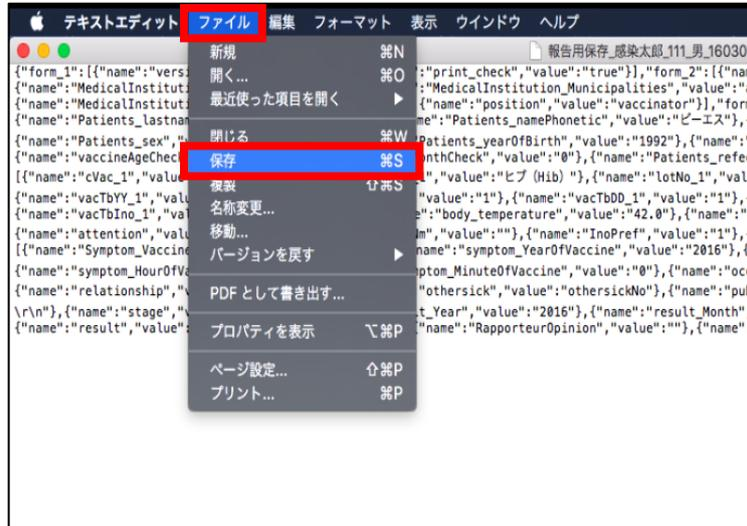 テキストエディット ファイル 編集 フォーマット 表示 ウインドウ ヘルプ
報告用保存_感染太郎_111_男_16030
新規 ⌘N
開く... ⌘O
最近使った項目を開く ▶
閉じる ⌘W
保存 ⌘S
複製 ⇧⌘S
名称変更...
移動...
バージョンを戻す ▶
PDF として書き出す...
プロパティを表示 ⌥⌘P
ページ設定... ⇧⌘P
プリント... ⌘P
{"form_1":[{"name":"versi :"print_check","value":"true"}],"form_2":[{"nam
{"name":"MedicalInstituti :"MedicalInstitution_Municipalities","value":"
{"name":"MedicalInstituti {"name":"position","value":"vaccinator"}],"for
{"name":"Patients_lastnam me":"Patients_namePhonetic","value":"ピーエス"},
{"name":"Patients_sex","v Patients_yearOfBirth","value":"1992"},{"name":"
{"name":"vaccineAgeChec nthCheck","value":"0"},{"name":"Patients_refe
[{"name":"cVac_1","value ","value":"ヒブ (Hib) "},{"name":"lotNo_1","val
{"name":"vacTbYY_1","valu "value":"1"},{"name":"vacTbDD_1","value":"1"},
{"name":"vacTbIno_1","val e":"body_temperature","value":"42.0"},{"name":"
{"name":"attention","valu m","value":""},{"name":"InoPref","value":"1"},
[{"name":"Symptom_Vaccine name":"symptom_YearOfVaccine","value":"2016"},{
{"name":"symptom_HourOfVa ptom_MinuteOfVaccine","value":"0"},{"name":"occ
{"name":"relationship","v "othersick","value":"othersickNo"},{"name":"pu
\r\n"},{"name":"stage"," t_Year","value":"2016"},{"name":"result_Month"
{"name":"result","value": "name":"RapporteurOpinion","value":""},{"name"